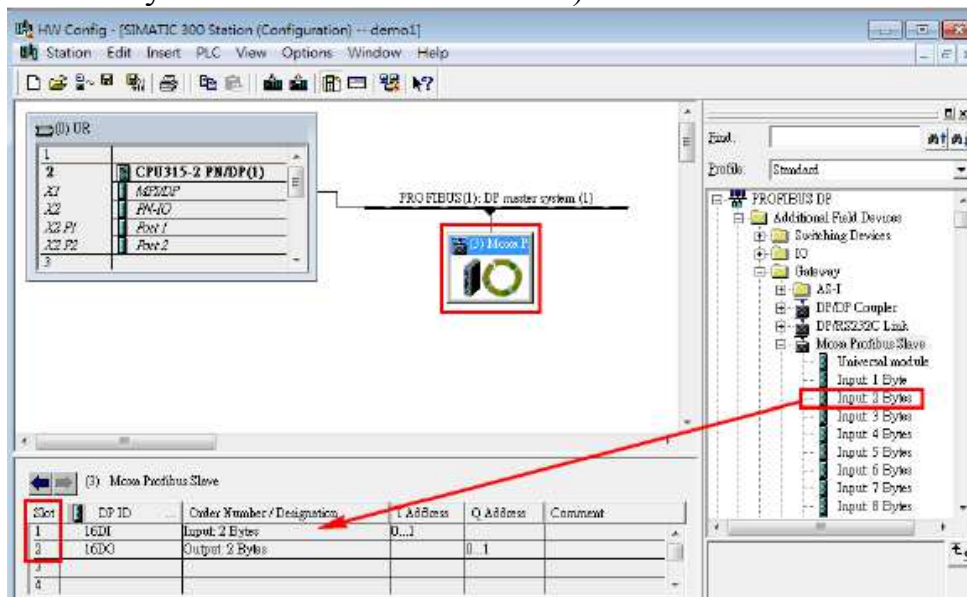 HW Config - [SIMATIC 300 Station (Configuration) -- demo1]
Station Edit Insert PLC View Options Window Help
(0) UR
1
2 CPU315-2 PN/DP(1)
X1 MPI/DP
X2 PN-IO
X2 P1 Port 1
X2 P2 Port 2
3
PROFIBUS(1): DP master system (1)
(3) Moxa P
Find:
Profile: Standard
PROFIBUS DP
Additional Field Devices
Switching Devices
IO
Gateway
AS-I
DP/DP Coupler
DP/RS232C Link
Moxa Profibus Slave
Universal module
Input: 1 Byte
Input: 2 Bytes
Input: 3 Bytes
Input: 4 Bytes
Input: 5 Bytes
Input: 6 Bytes
Input: 7 Bytes
Input: 8 Bytes
(3) Moxa Profibus Slave
Slot DP ID ... Order Number / Designation I Address Q Address Comment
1 16DI Input: 2 Bytes 0...1
2 16DO Output: 2 Bytes 0...1
3
4